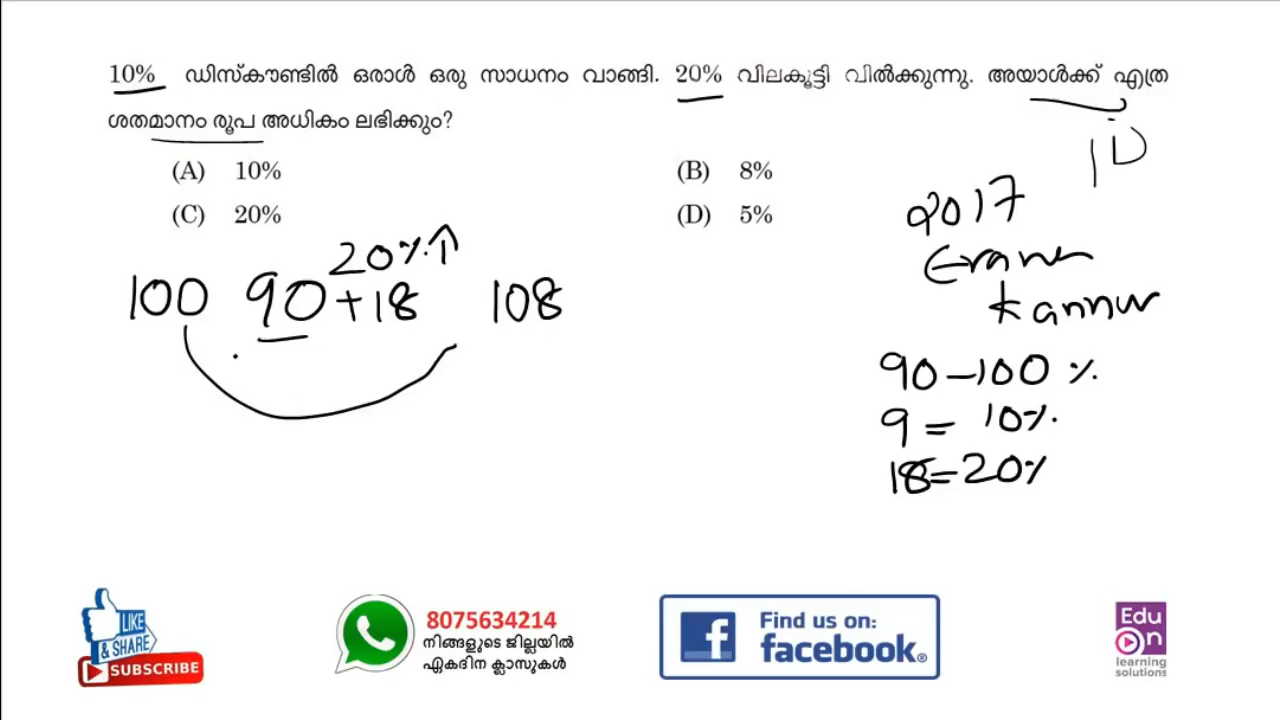 10% ഡിസ്കൗണ്ടിൽ ഒരാൾ ഒരു സാധനം വാങ്ങി. 20% വിലകൂട്ടി വിൽക്കുന്നു. അയാൾക്ക് എത്ര
ശതമാനം രൂപ അധികം ലഭിക്കും?
(A) 10% (B) 8%
(C) 20% (D) 5%
2017
20%↑
100 90+18 108
Kannur
90-100%
9 = 10%
18=20%
LIKE
& SHARE
SUBSCRIBE
8075634214
നിങ്ങളുടെ ജില്ലയിൽ
ഏകദിന ക്ലാസുകൾ
f Find us on:
facebook®
Edu
On
learning
solutions